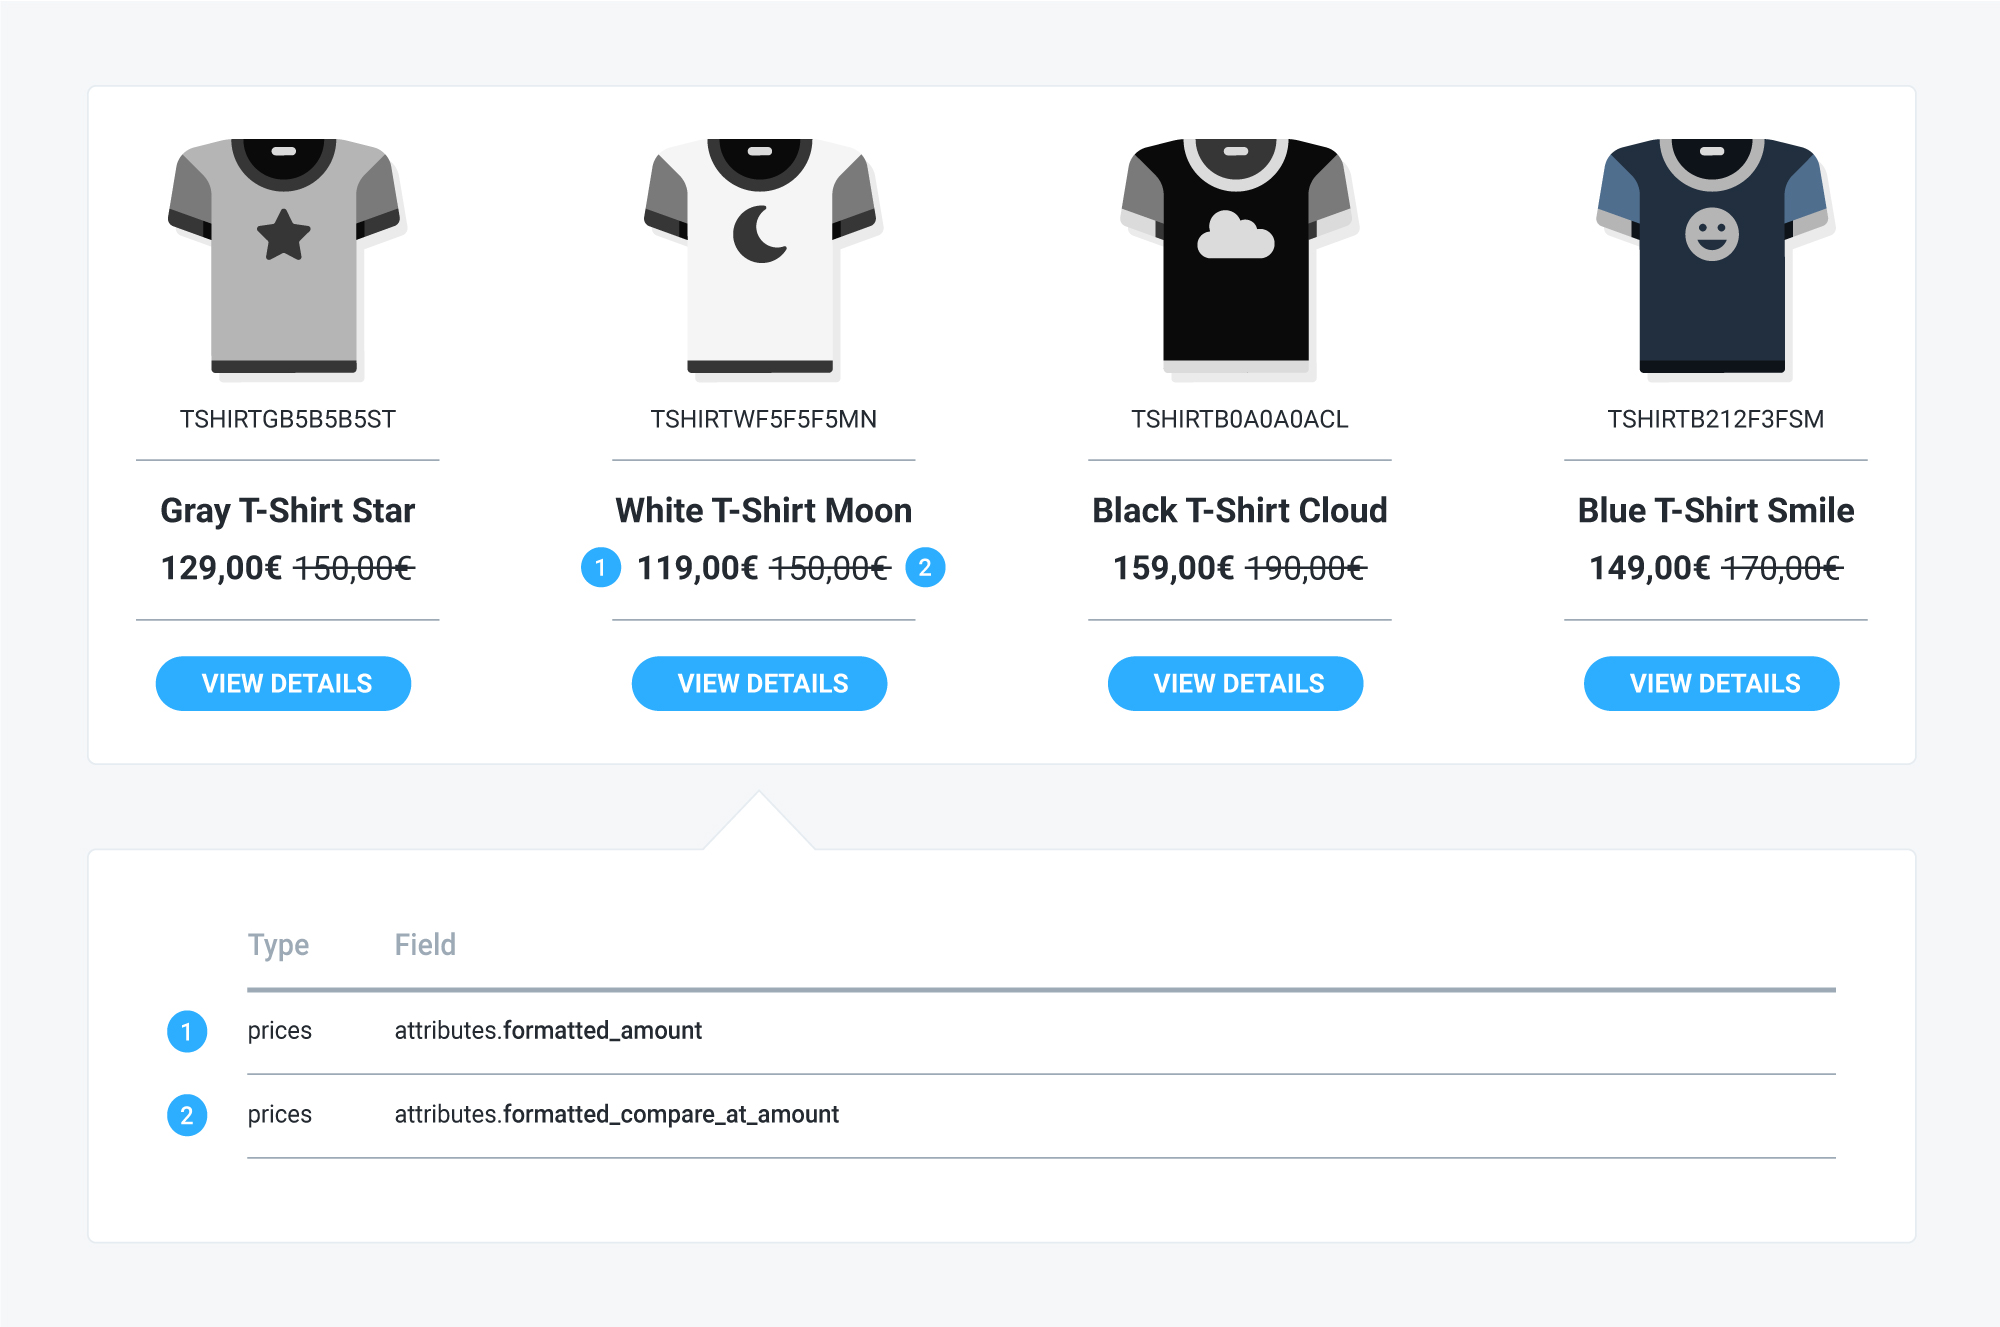 TSHIRTGB5B5B5ST
TSHIRTWF5F5F5MN
TSHIRTB0A0A0ACL
TSHIRTB212F3FSM
Gray T-Shirt Star
White T-Shirt Moon
Black T-Shirt Cloud
Blue T-Shirt Smile
129,00€ 150,00€
1 119,00€ 150,00€ 2
159,00€ 190,00€
149,00€ 170,00€
VIEW DETAILS
VIEW DETAILS
VIEW DETAILS
VIEW DETAILS
Type Field
1 prices attributes.formatted_amount
2 prices attributes.formatted_compare_at_amount